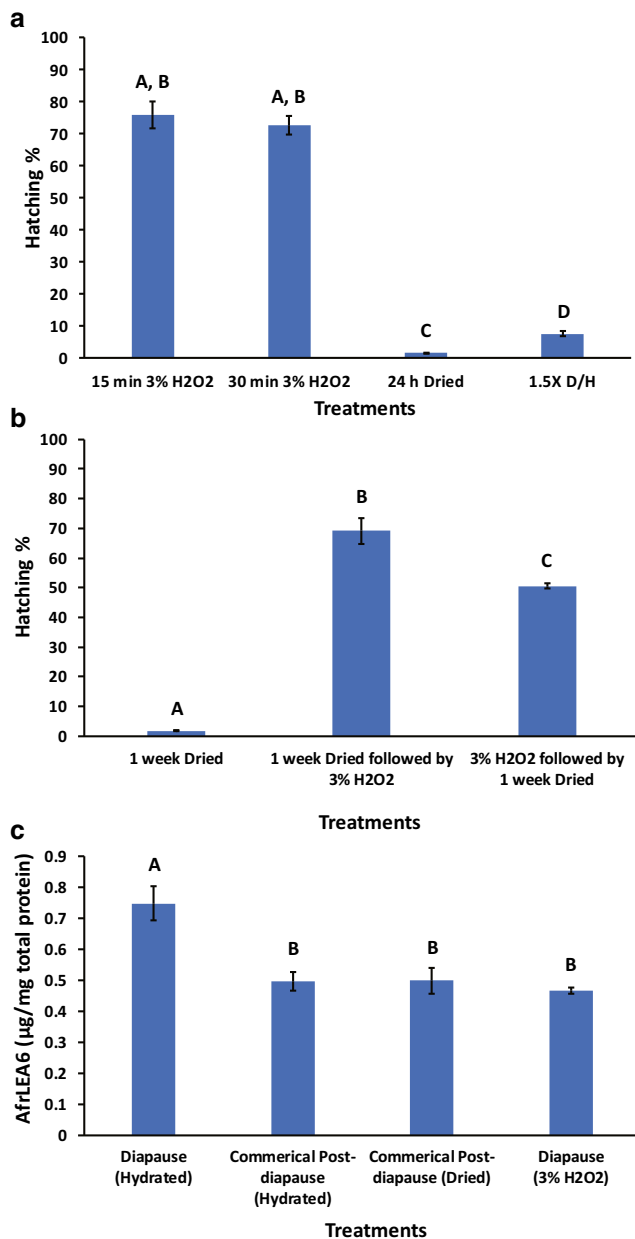 a
100
90
80
70
60
50
40
30
20
10
0
Hatching %
A, B
A, B
C
D
15 min 3% H2O2
30 min 3% H2O2
24 h Dried
1.5X D/H
Treatments
b
100
90
80
70
60
50
40
30
20
10
0
Hatching %
A
B
C
1 week Dried
1 week Dried followed by
3% H2O2
3% H2O2 followed by
1 week Dried
Treatments
c
0.9
0.8
0.7
0.6
0.5
0.4
0.3
0.2
0.1
0
AfrLEA6 (µg/mg total protein)
A
B
B
B
Diapause
(Hydrated)
Commerical Post-
diapause (Hydrated)
Commerical Post-
diapause (Dried)
Diapause
(3% H2O2)
Treatments